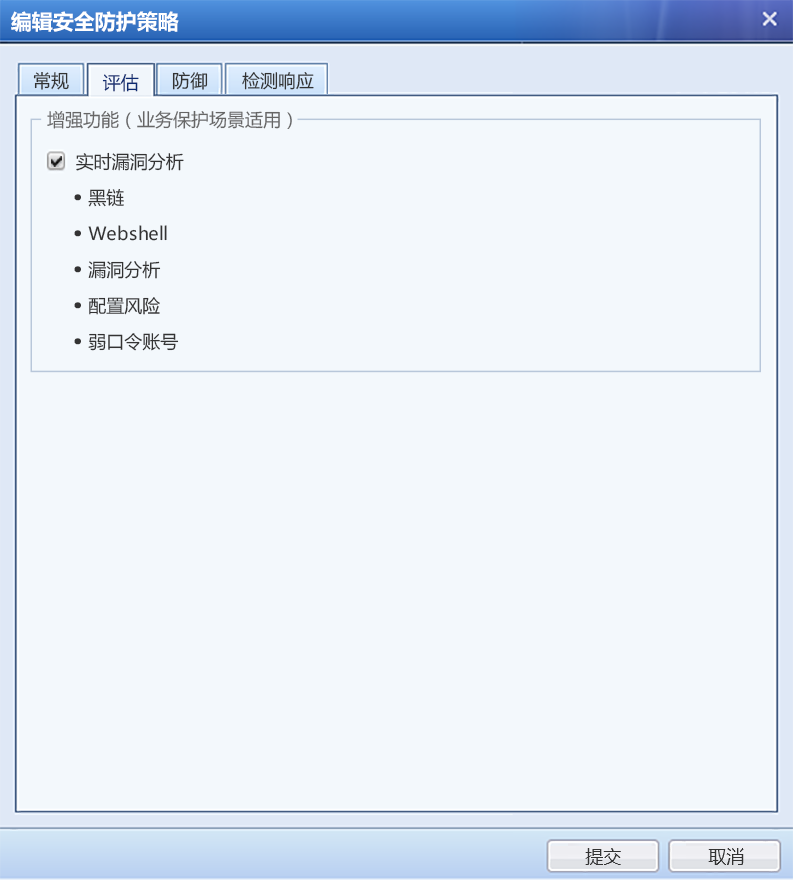 编辑安全防护策略
常规 评估 防御 检测响应
增强功能（业务保护场景适用）
实时漏洞分析
• 黑链
• Webshell
• 漏洞分析
• 配置风险
• 弱口令账号
提交 取消